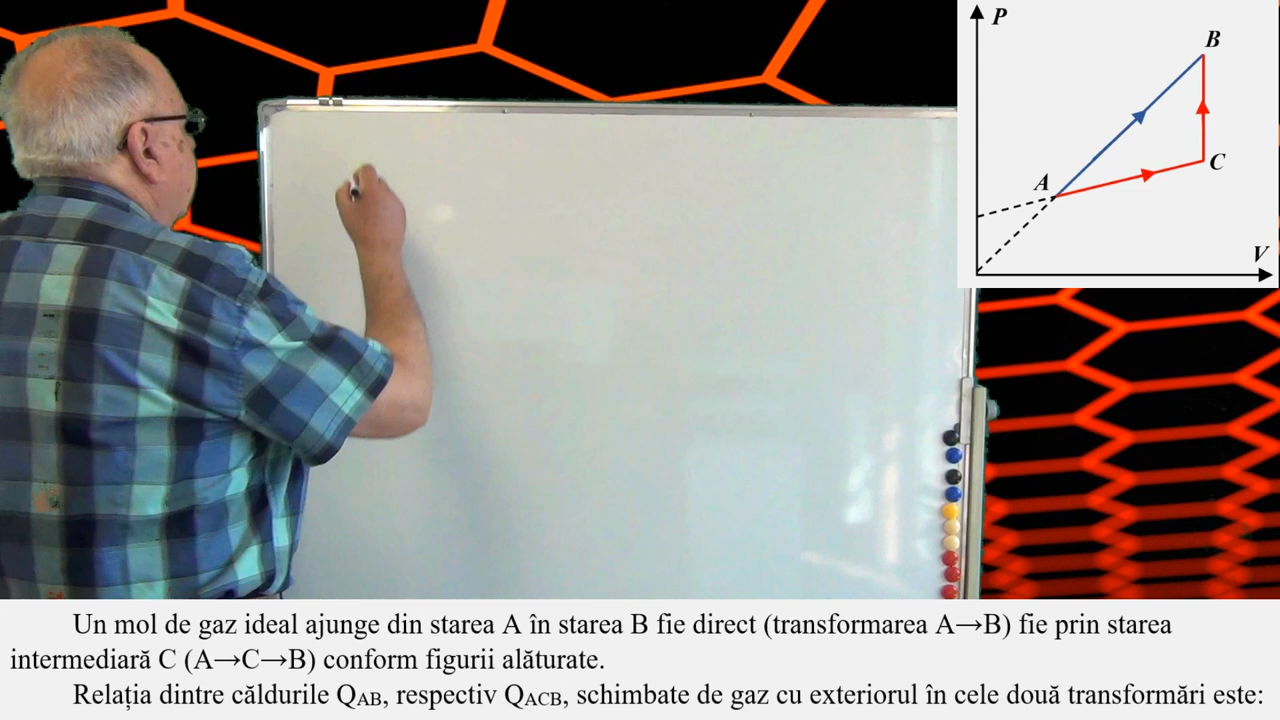 P
B
C
A
V
Un mol de gaz ideal ajunge din starea A în starea B fie direct (transformarea A→B) fie prin starea
intermediară C (A→C→B) conform figurii alăturate.
Relația dintre căldurile QAB, respectiv QACB, schimbate de gaz cu exteriorul în cele două transformări este: